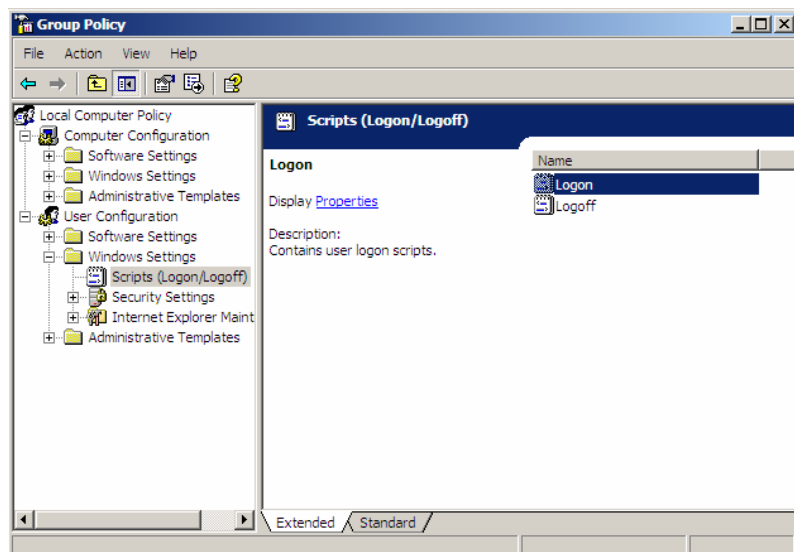 Group Policy
File Action View Help
Local Computer Policy
Computer Configuration
Software Settings
Windows Settings
Administrative Templates
User Configuration
Software Settings
Windows Settings
Scripts (Logon/Logoff)
Security Settings
Internet Explorer Maint
Administrative Templates
Scripts (Logon/Logoff)
Logon
Display Properties
Description:
Contains user logon scripts.
Name
Logon
Logoff
Extended Standard